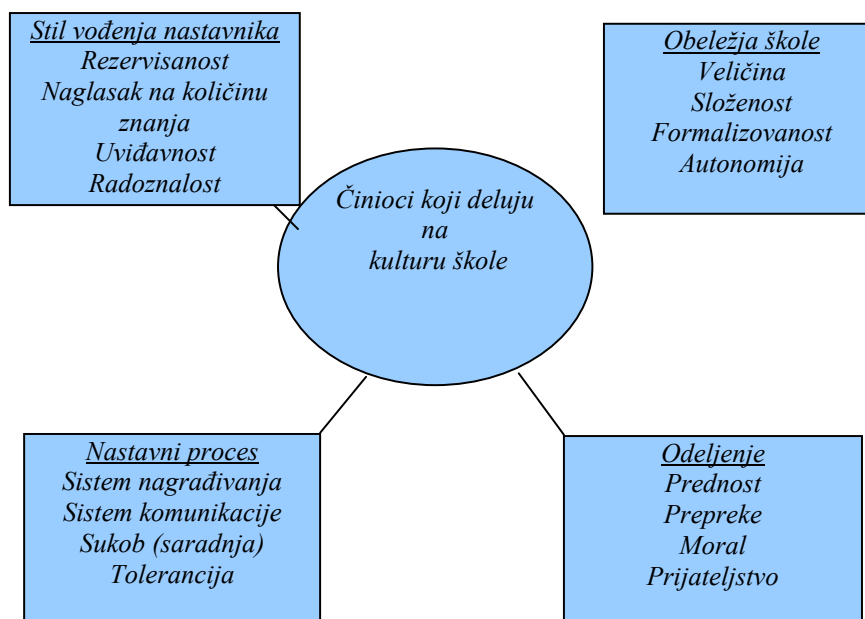 Stil vođenja nastavnika
Rezervisanost
Naglasak na količinu
znanja
Uviđavnost
Radoznalost
Obeležja škole
Veličina
Složenost
Formalizovanost
Autonomija
Činioci koji deluju
na
kulturu škole
Nastavni proces
Sistem nagrađivanja
Sistem komunikacije
Sukob (saradnja)
Tolerancija
Odeljenje
Prednost
Prepreke
Moral
Prijateljstvo